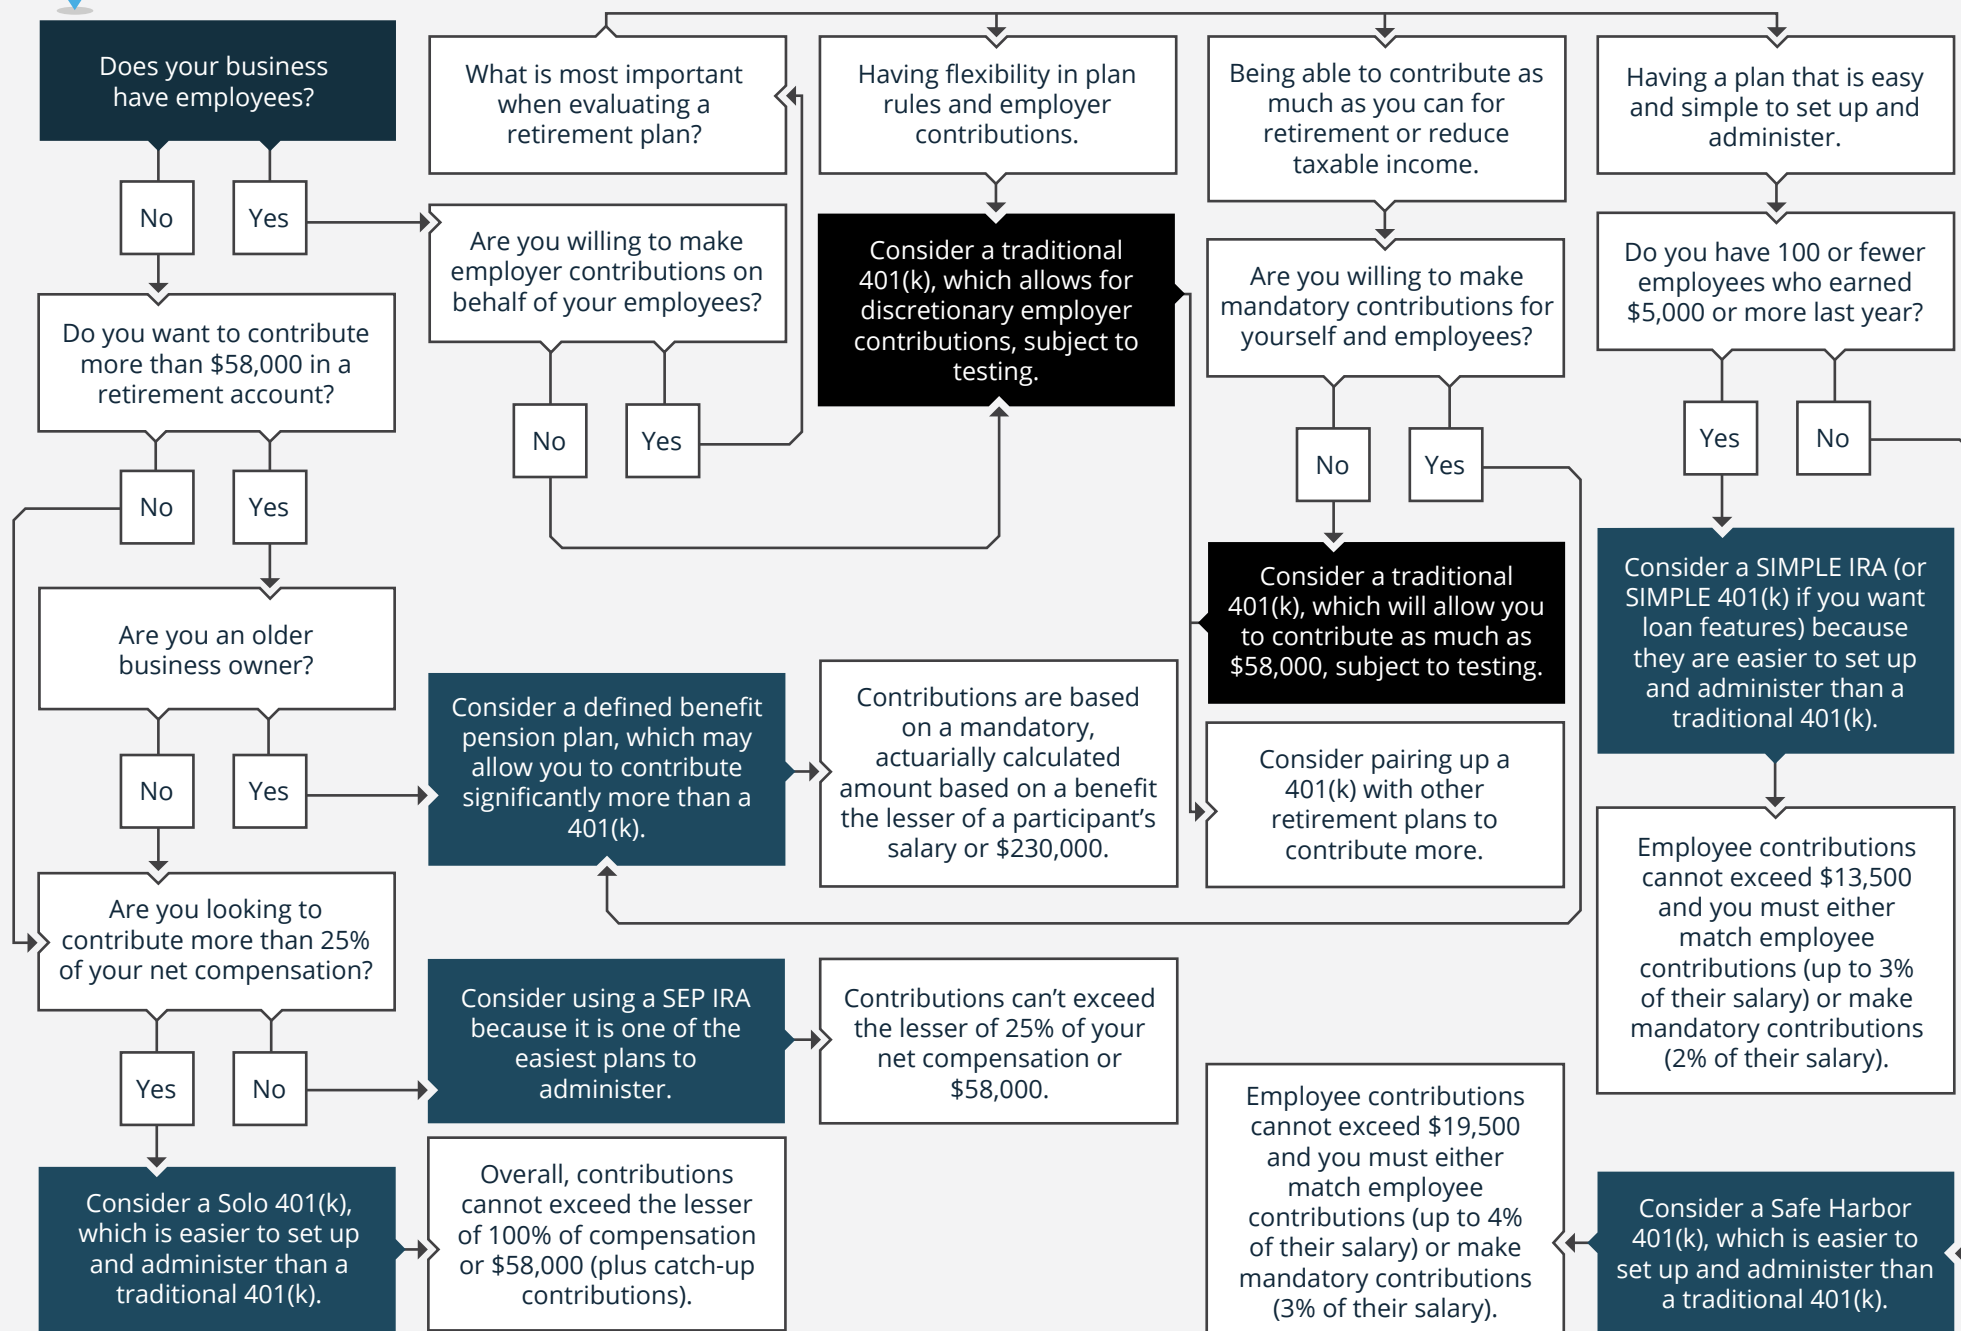 Does your business
have employees?
No
Yes
Do you want to contribute
more than $58,000 in a
retirement account?
No
Yes
Are you an older
business owner?
No
Yes
Are you looking to
contribute more than 25%
of your net compensation?
Yes
No
Consider a Solo 401(k),
which is easier to set up
and administer than a
traditional 401(k).
What is most important
when evaluating a
retirement plan?
Are you willing to make
employer contributions on
behalf of your employees?
No
Yes
Consider a defined benefit
pension plan, which may
allow you to contribute
significantly more than a
401(k).
Consider using a SEP IRA
because it is one of the
easiest plans to
administer.
Overall, contributions
cannot exceed the lesser
of 100% of compensation
or $58,000 (plus catch-up
contributions).
Having flexibility in plan
rules and employer
contributions.
Consider a traditional
401(k), which allows for
discretionary employer
contributions, subject to
testing.
Contributions are based
on a mandatory,
actuarially calculated
amount based on a benefit
the lesser of a participant’s
salary or $230,000.
Contributions can’t exceed
the lesser of 25% of your
net compensation or
$58,000.
Being able to contribute as
much as you can for
retirement or reduce
taxable income.
Are you willing to make
mandatory contributions for
yourself and employees?
No
Yes
Consider a traditional
401(k), which will allow you
to contribute as much as
$58,000, subject to testing.
Consider pairing up a
401(k) with other
retirement plans to
contribute more.
Employee contributions
cannot exceed $19,500
and you must either
match employee
contributions (up to 4%
of their salary) or make
mandatory contributions
(3% of their salary).
Having a plan that is easy
and simple to set up and
administer.
Do you have 100 or fewer
employees who earned
$5,000 or more last year?
Yes
No
Consider a SIMPLE IRA (or
SIMPLE 401(k) if you want
loan features) because
they are easier to set up
and administer than a
traditional 401(k).
Employee contributions
cannot exceed $13,500
and you must either
match employee
contributions (up to 3%
of their salary) or make
mandatory contributions
(2% of their salary).
Consider a Safe Harbor
401(k), which is easier to
set up and administer than
a traditional 401(k).